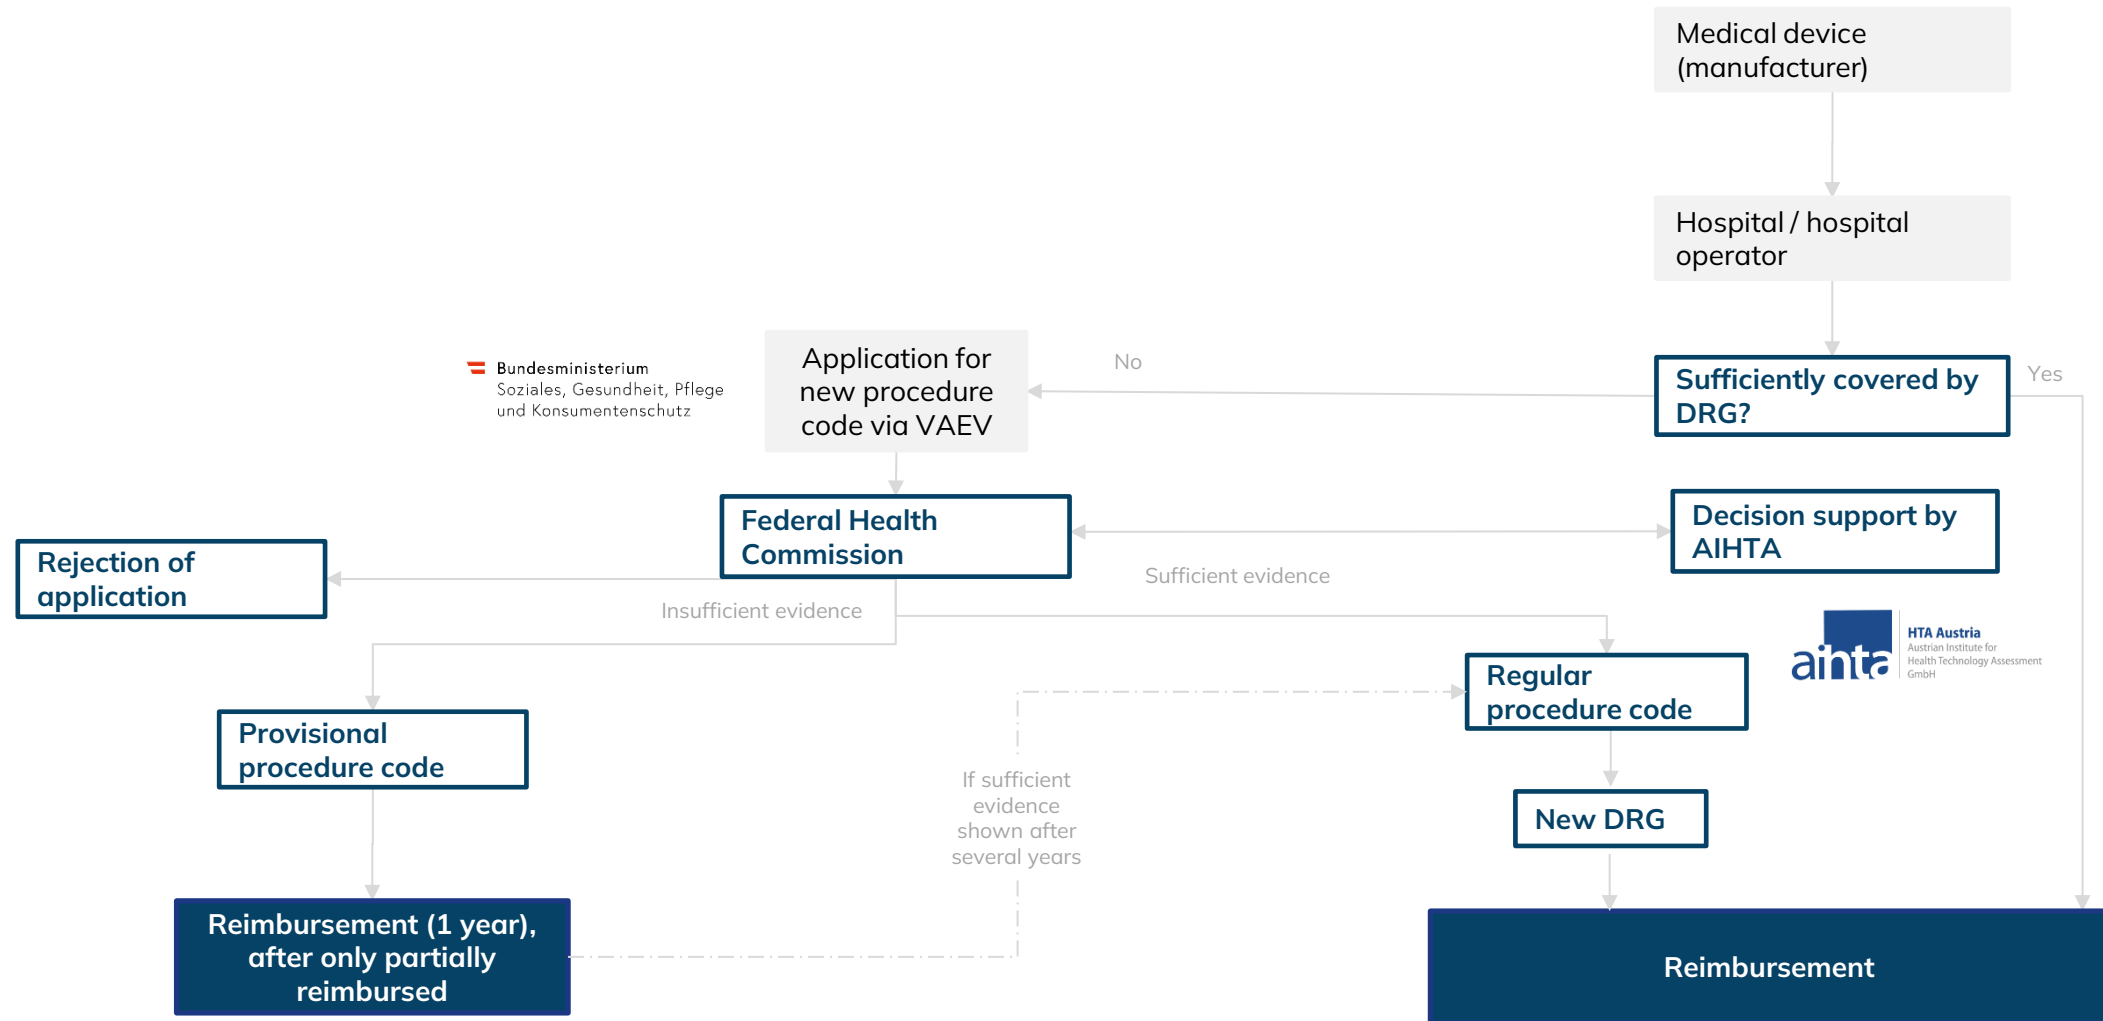 Medical device
(manufacturer)
Hospital / hospital
operator
Bundesministerium
Soziales, Gesundheit, Pflege
und Konsumentenschutz
Application for
new procedure
code via VAEV
No
Sufficiently covered by
DRG?
Yes
Federal Health
Commission
Decision support by
AIHTA
Rejection of
application
Sufficient evidence
Insufficient evidence
aihta
HTA Austria
Austrian Institute for
Health Technology Assessment
GmbH
Regular
procedure code
Provisional
procedure code
If sufficient
evidence
shown after
several years
New DRG
Reimbursement (1 year),
after only partially
reimbursed
Reimbursement